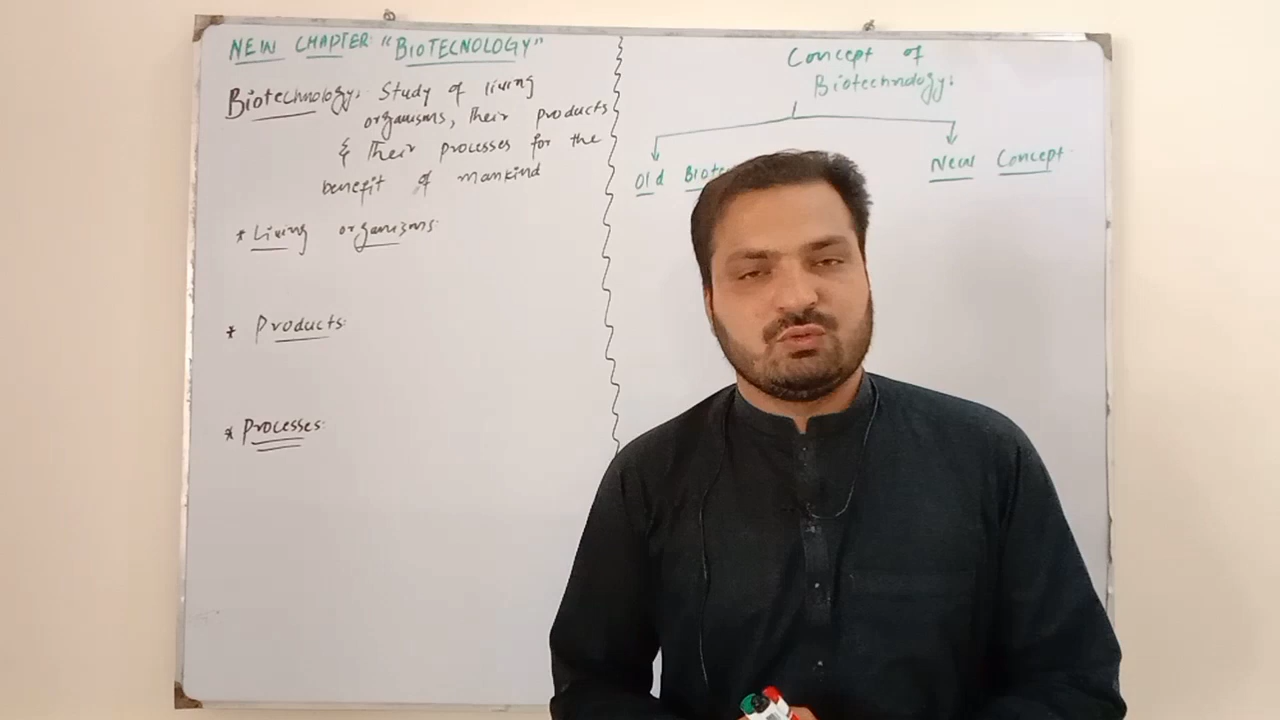 NEW CHAPTER: "BIOTECNOLOGY"
Biotechnology: Study of living
organisms, Their products
& Their processes for the
benefit of mankind
* Living organisms:
* Products:
* Processes:
Concept of
Biotechnology:
Old
New Concept